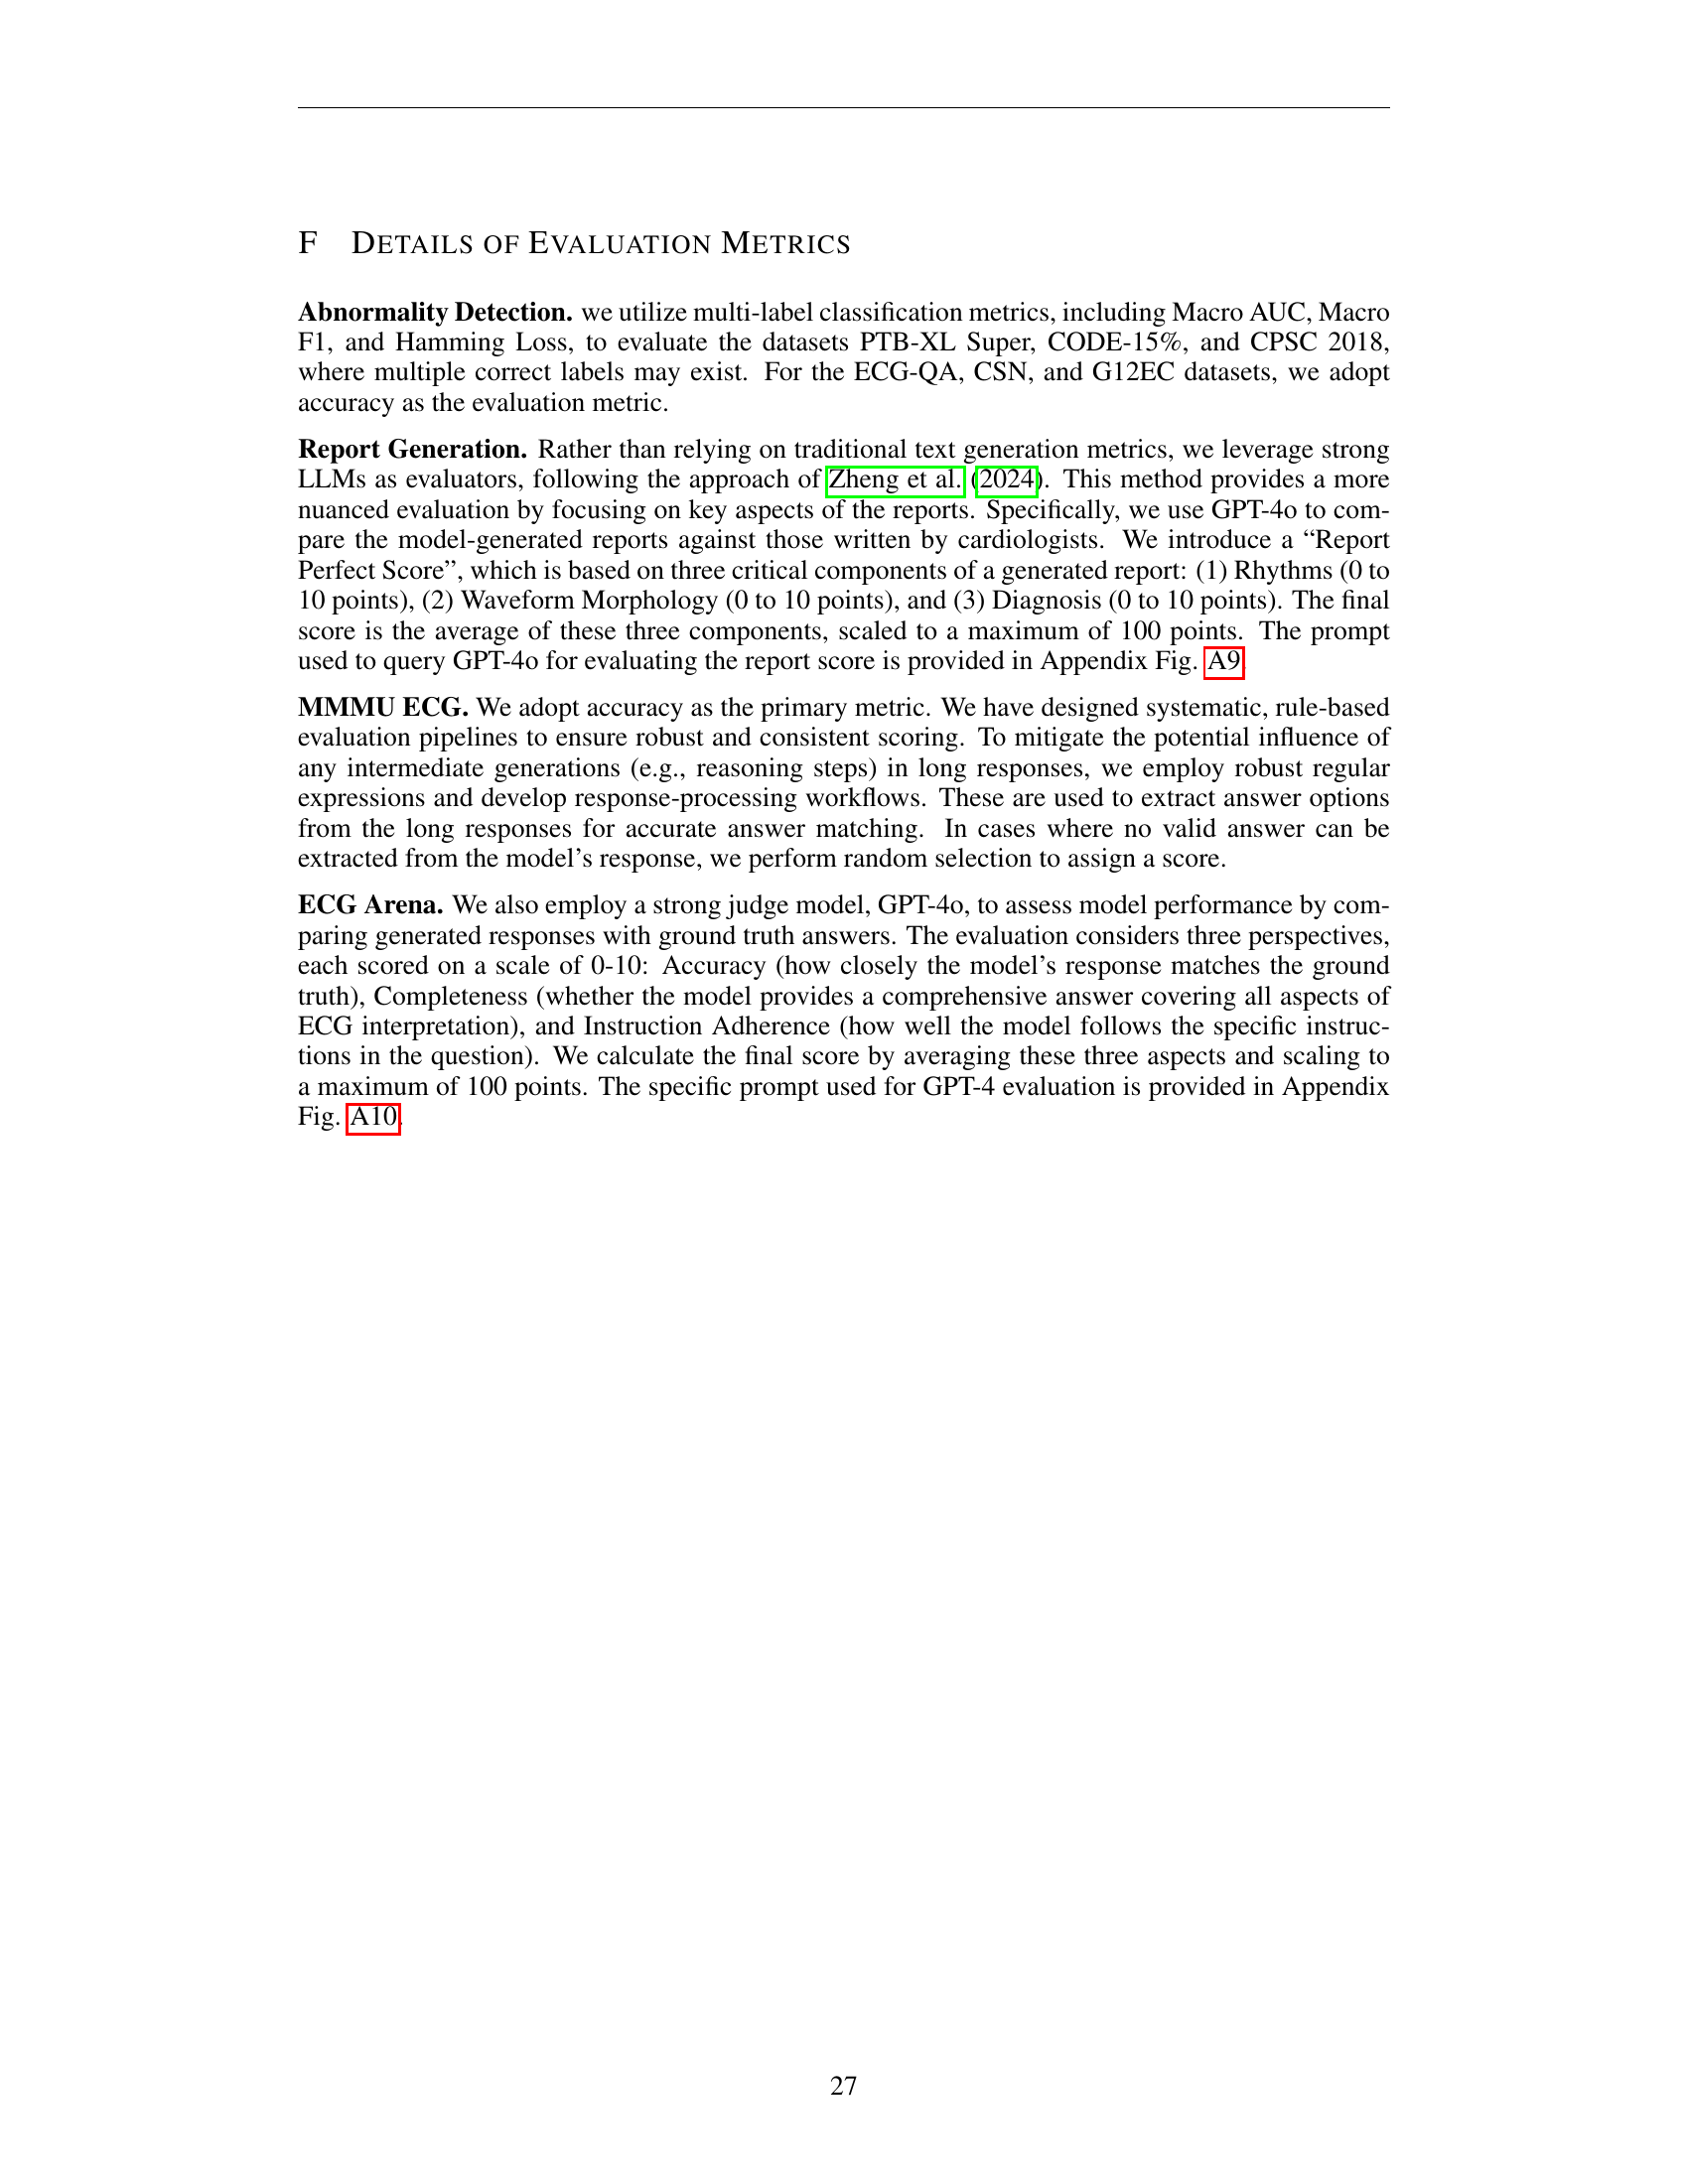 F DETAILS OF EVALUATION METRICS
Abnormality Detection. we utilize multi-label classification metrics, including Macro AUC, Macro
F1, and Hamming Loss, to evaluate the datasets PTB-XL Super, CODE-15%, and CPSC 2018,
where multiple correct labels may exist. For the ECG-QA, CSN, and G12EC datasets, we adopt
accuracy as the evaluation metric.
Report Generation. Rather than relying on traditional text generation metrics, we leverage strong
LLMs as evaluators, following the approach of Zheng et al. (2024). This method provides a more
nuanced evaluation by focusing on key aspects of the reports. Specifically, we use GPT-4o to com-
pare the model-generated reports against those written by cardiologists. We introduce a “Report
Perfect Score”, which is based on three critical components of a generated report: (1) Rhythms (0 to
10 points), (2) Waveform Morphology (0 to 10 points), and (3) Diagnosis (0 to 10 points). The final
score is the average of these three components, scaled to a maximum of 100 points. The prompt
used to query GPT-4o for evaluating the report score is provided in Appendix Fig. A9
MMMU ECG. We adopt accuracy as the primary metric. We have designed systematic, rule-based
evaluation pipelines to ensure robust and consistent scoring. To mitigate the potential influence of
any intermediate generations (e.g., reasoning steps) in long responses, we employ robust regular
expressions and develop response-processing workflows. These are used to extract answer options
from the long responses for accurate answer matching. In cases where no valid answer can be
extracted from the model’s response, we perform random selection to assign a score.
ECG Arena. We also employ a strong judge model, GPT-4o, to assess model performance by com-
paring generated responses with ground truth answers. The evaluation considers three perspectives,
each scored on a scale of 0-10: Accuracy (how closely the model’s response matches the ground
truth), Completeness (whether the model provides a comprehensive answer covering all aspects of
ECG interpretation), and Instruction Adherence (how well the model follows the specific instruc-
tions in the question). We calculate the final score by averaging these three aspects and scaling to
a maximum of 100 points. The specific prompt used for GPT-4 evaluation is provided in Appendix
Fig. A10.
27